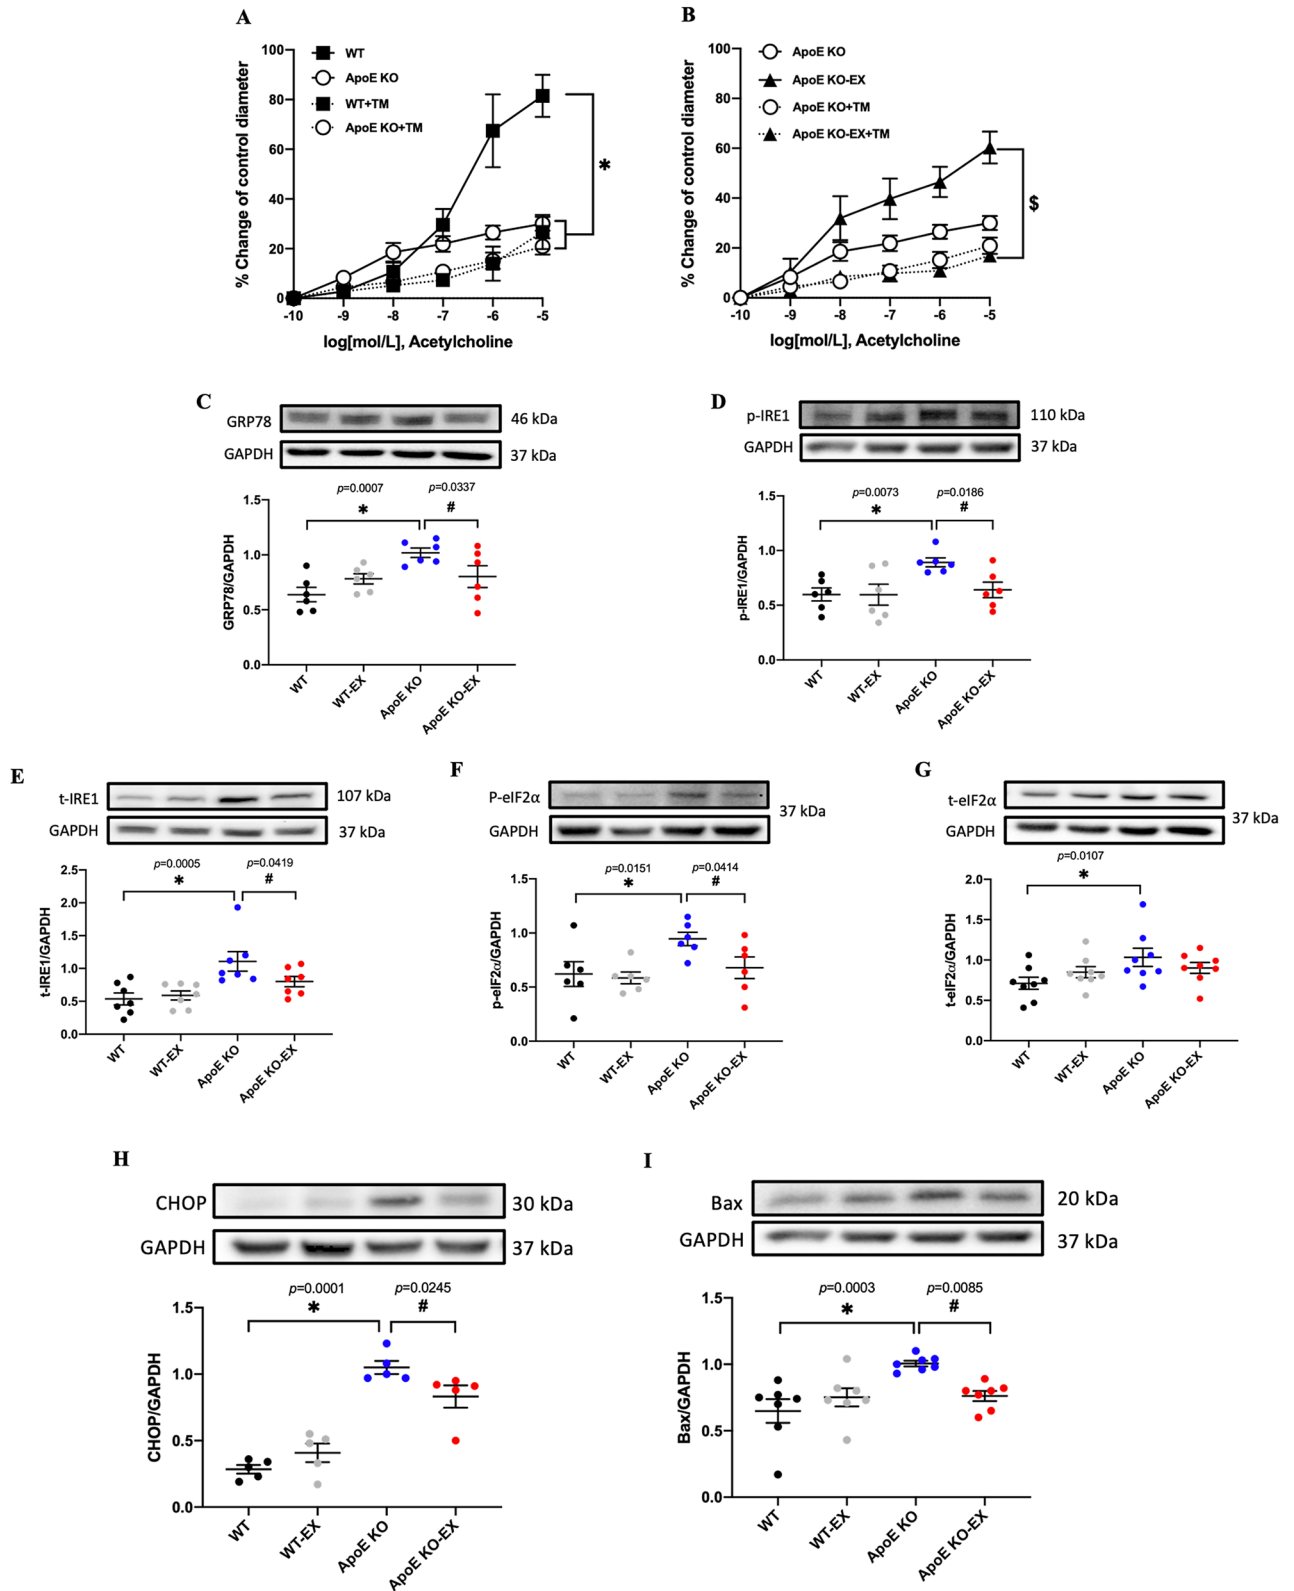 A
% Change of control diameter
100
80
60
40
20
0
WT
ApoE KO
WT+TM
ApoE KO+TM
*
-10 -9 -8 -7 -6 -5
log[mol/L], Acetylcholine
B
% Change of control diameter
100
80
60
40
20
0
ApoE KO
ApoE KO-EX
ApoE KO+TM
ApoE KO-EX+TM
$
-10 -9 -8 -7 -6 -5
log[mol/L], Acetylcholine
C
GRP78 46 kDa
GAPDH 37 kDa
p=0.0007 p=0.0337
* #
GRP78/GAPDH
1.5
1.0
0.5
0.0
WT WT-EX ApoE KO ApoE KO-EX
D
p-IRE1 110 kDa
GAPDH 37 kDa
p=0.0073 p=0.0186
* #
p-IRE1/GAPDH
1.5
1.0
0.5
0.0
WT WT-EX ApoE KO ApoE KO-EX
E
t-IRE1 107 kDa
GAPDH 37 kDa
p=0.0005 p=0.0419
* #
t-IRE1/GAPDH
2.5
2.0
1.5
1.0
0.5
0.0
WT WT-EX ApoE KO ApoE KO-EX
F
P-eIF2α
37 kDa
GAPDH
p=0.0151 p=0.0414
* #
p-eIF2α/GAPDH
1.5
1.0
0.5
0.0
WT WT-EX ApoE KO ApoE KO-EX
G
t-eIF2α
37 kDa
GAPDH
p=0.0107
*
t-eIF2α/GAPDH
2.0
1.5
1.0
0.5
0.0
WT WT-EX ApoE KO ApoE KO-EX
H
CHOP 30 kDa
GAPDH 37 kDa
p=0.0001 p=0.0245
* #
CHOP/GAPDH
1.5
1.0
0.5
0.0
WT WT-EX ApoE KO ApoE KO-EX
I
Bax 20 kDa
GAPDH 37 kDa
p=0.0003 p=0.0085
* #
Bax/GAPDH
1.5
1.0
0.5
0.0
WT WT-EX ApoE KO ApoE KO-EX